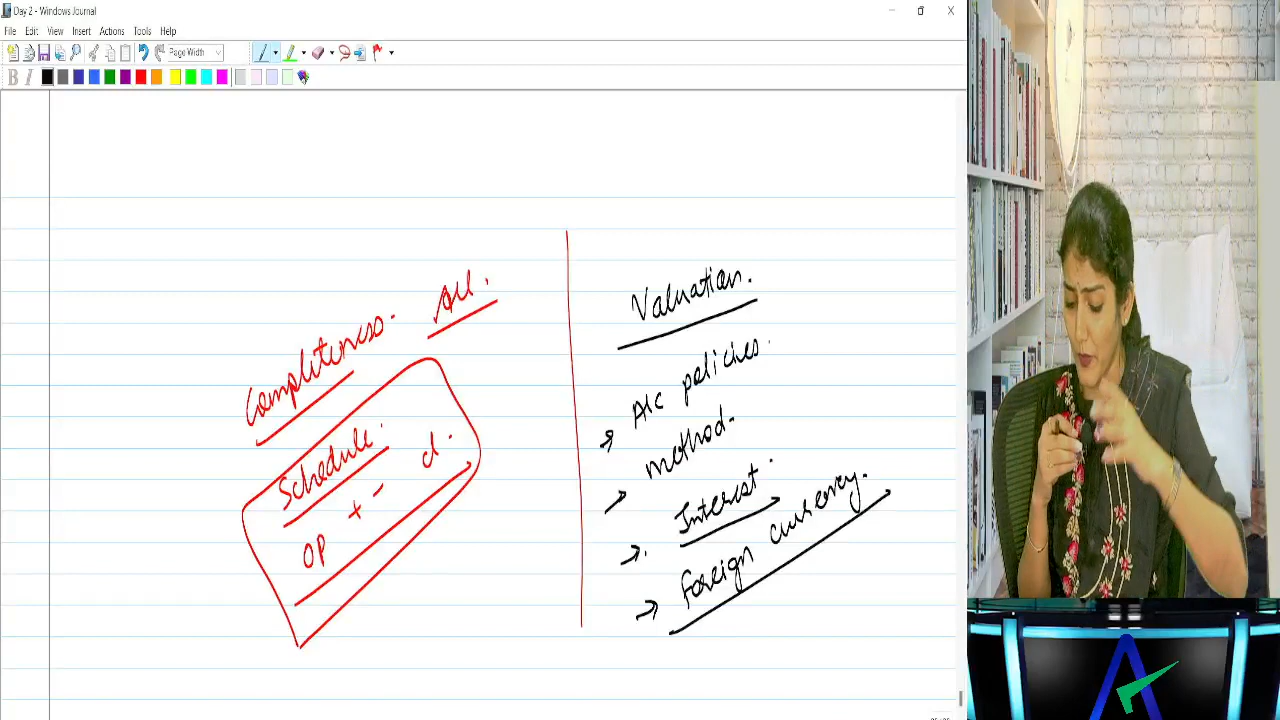 Day 2 - Windows Journal
File Edit View Insert Actions Tools Help
Page Width
B I
Completeness. All.
Schedule.
OP + - cl.
Valuation.
→ A/c policies.
→ method.
→ Interest.
→ foreign currency.